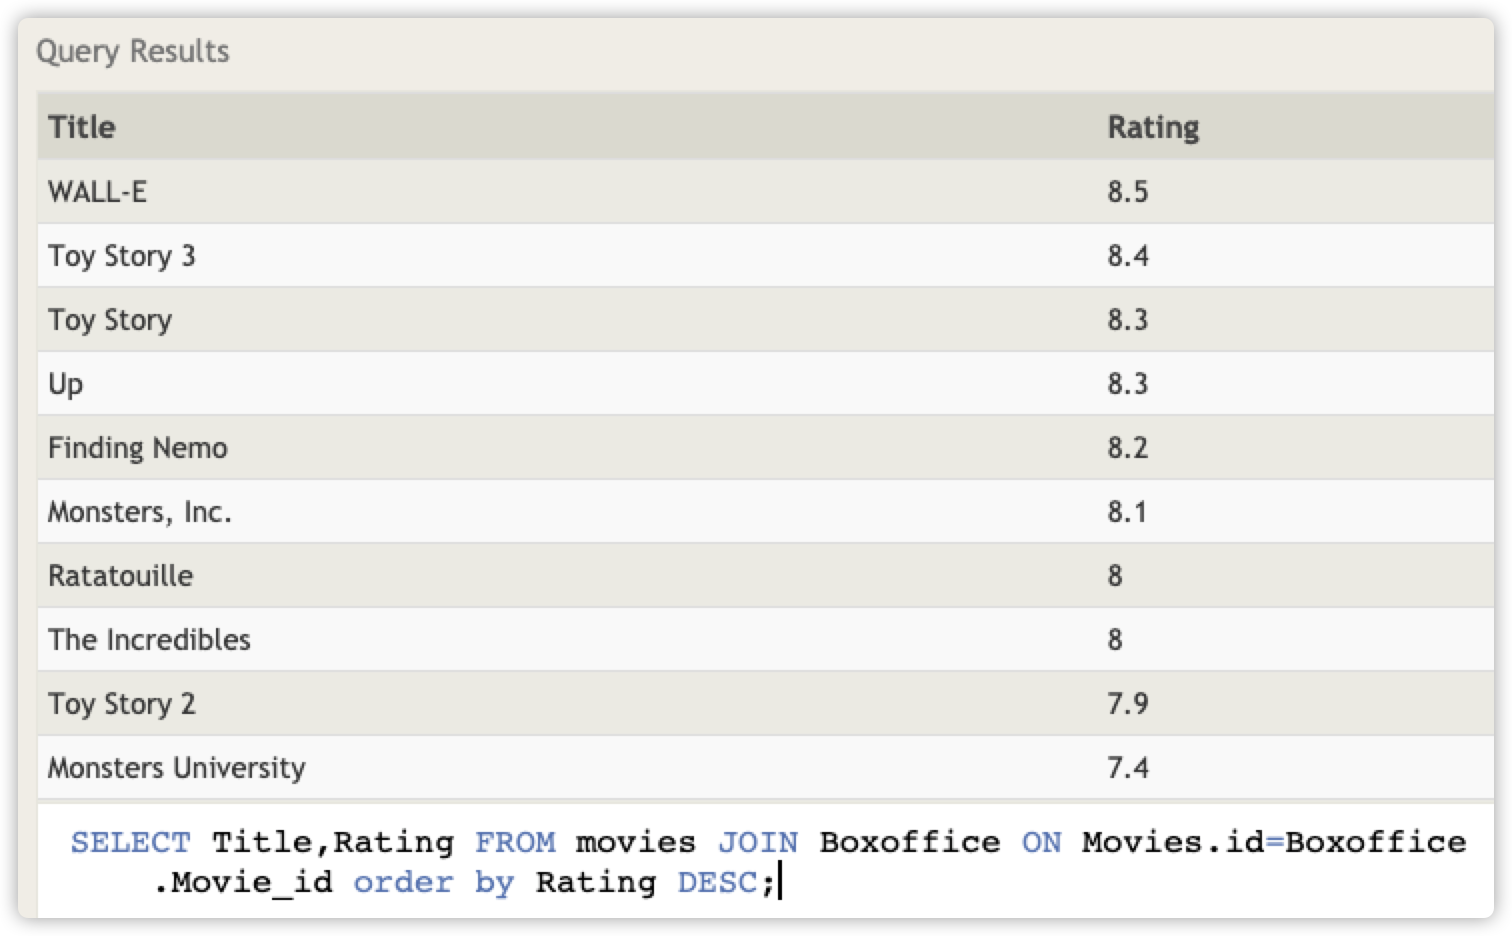 Query Results
Title Rating
WALL-E 8.5
Toy Story 3 8.4
Toy Story 8.3
Up 8.3
Finding Nemo 8.2
Monsters, Inc. 8.1
Ratatouille 8
The Incredibles 8
Toy Story 2 7.9
Monsters University 7.4
SELECT Title,Rating FROM movies JOIN Boxoffice ON Movies.id=Boxoffice
.Movie_id order by Rating DESC;